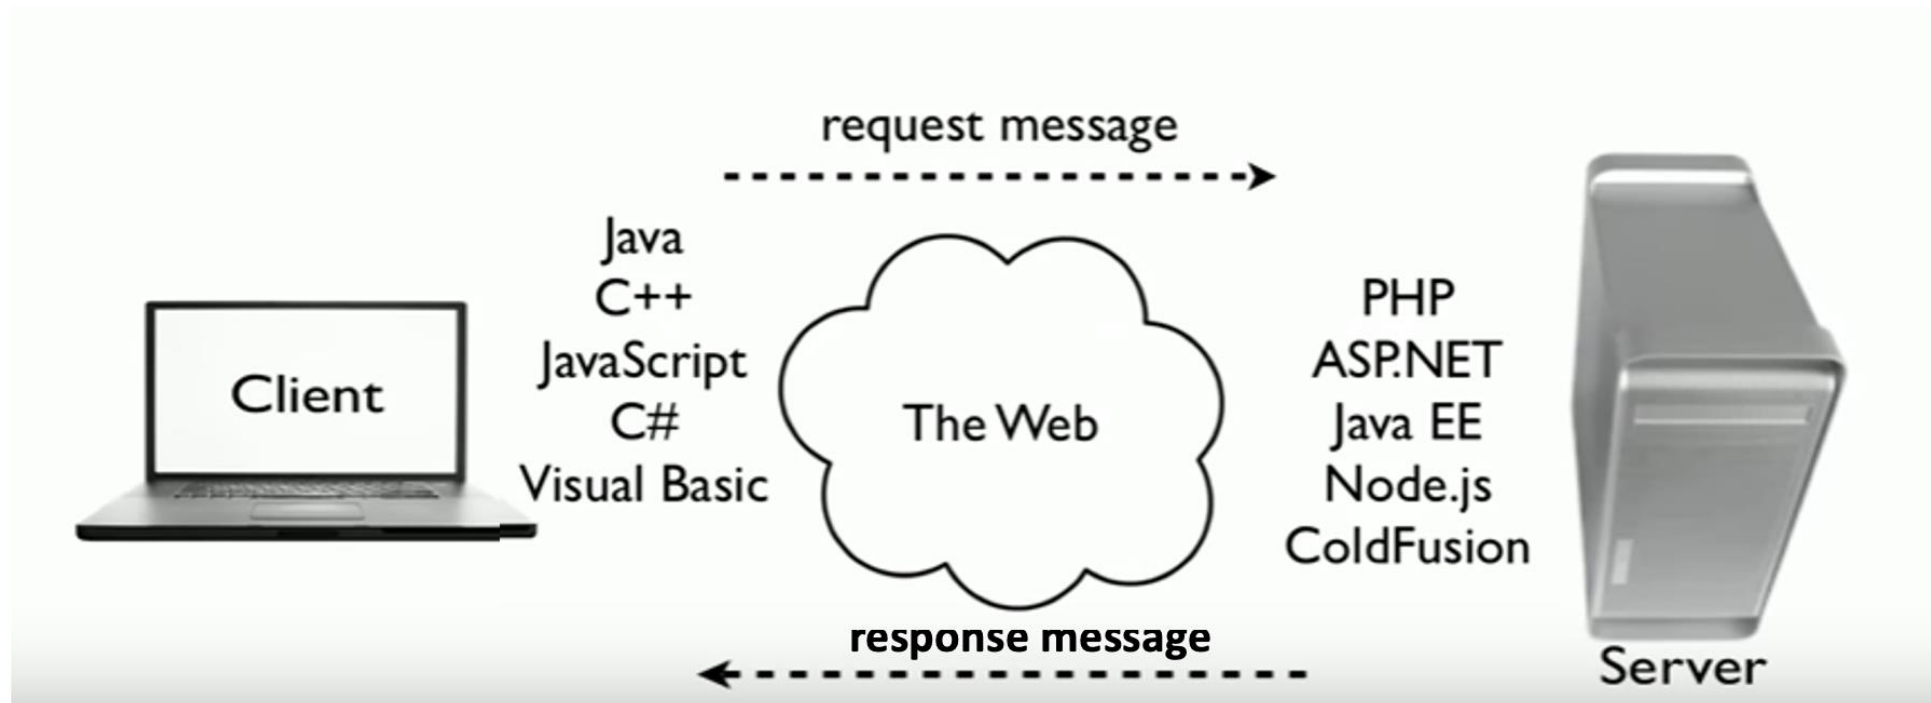 request message
Client
Java
C++
JavaScript
C#
Visual Basic
The Web
PHP
ASP.NET
Java EE
Node.js
ColdFusion
response message
Server